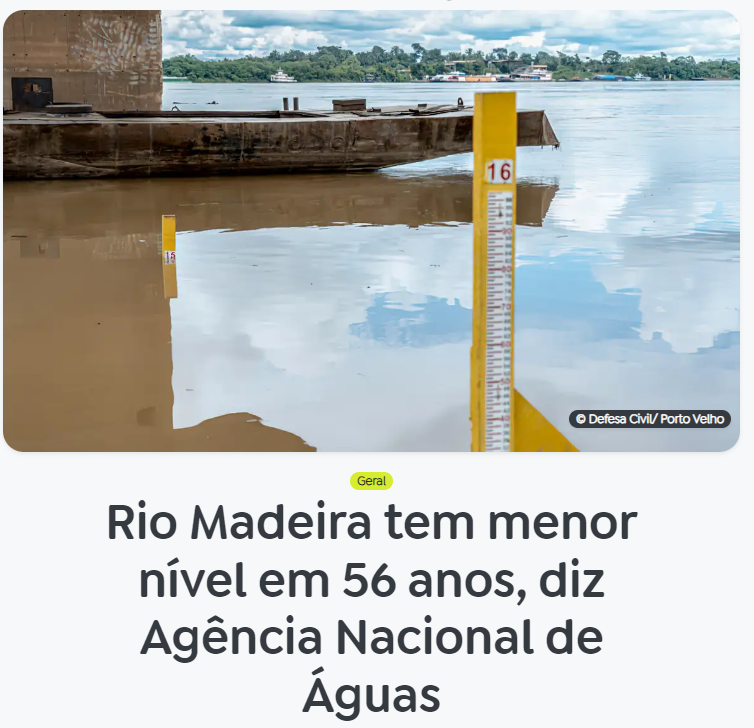 16
15
© Defesa Civil/ Porto Velho
Geral
Rio Madeira tem menor
nível em 56 anos, diz
Agência Nacional de
Águas